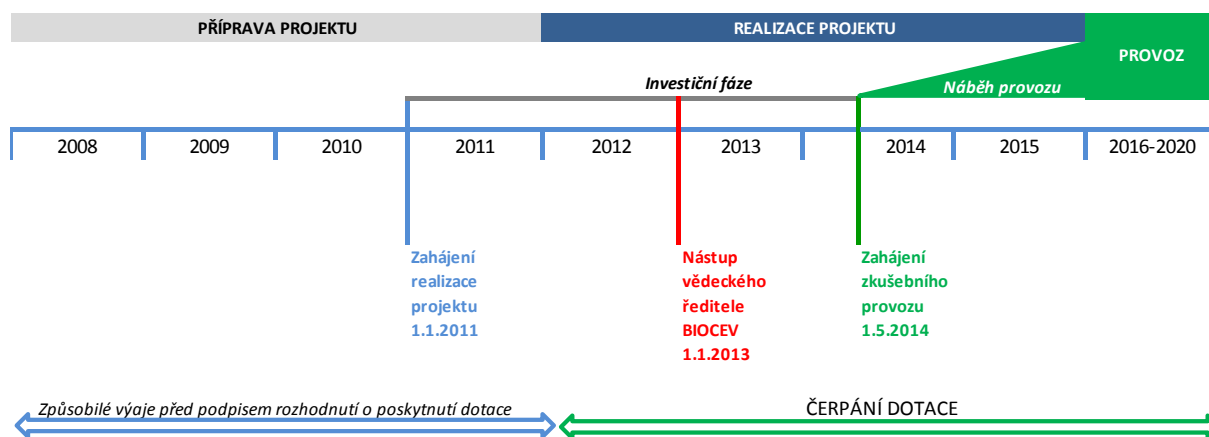 PŘÍPRAVA PROJEKTU
REALIZACE PROJEKTU
PROVOZ
Investiční fáze
Náběh provozu
2008
2009
2010
2011
2012
2013
2014
2015
2016-2020
Zahájení
realizace
projektu
1.1.2011
Nástup
vědeckého
ředitele
BIOCEV
1.1.2013
Zahájení
zkušebního
provozu
1.5.2014
Způsobilé výaje před podpisem rozhodnutí o poskytnutí dotace
ČERPÁNÍ DOTACE